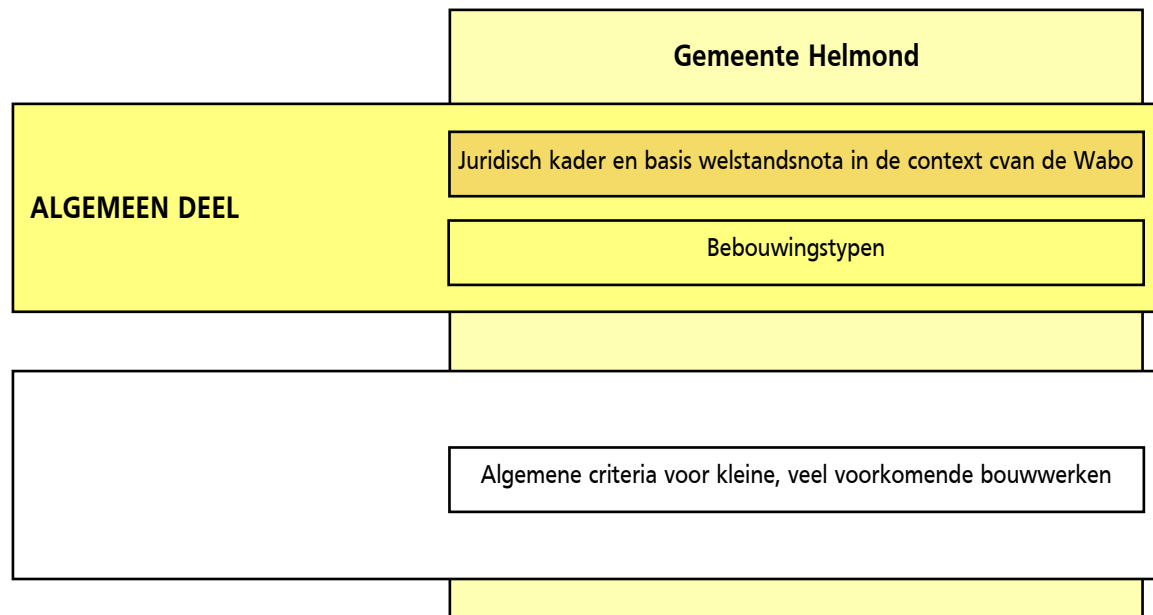 Gemeente Helmond
Juridisch kader en basis welstandsnota in de context cvan de Wabo
ALGEMEEN DEEL
Bebouwingstypen
Algemene criteria voor kleine, veel voorkomende bouwwerken